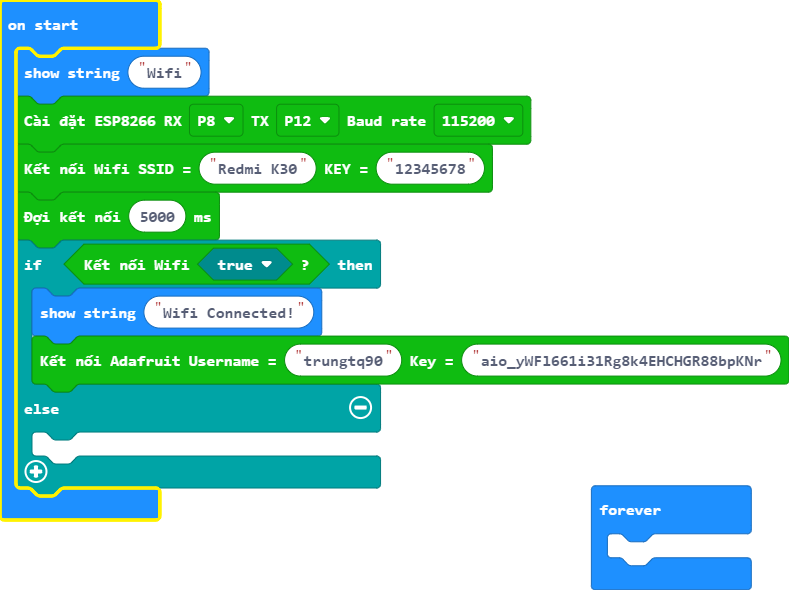 on start
show string "Wifi"
Cài đặt ESP8266 RX P8 TX P12 Baud rate 115200
Kết nối Wifi SSID = "Redmi K30" KEY = "12345678"
Đợi kết nối 5000 ms
if Kết nối Wifi true ? then
show string "Wifi Connected!"
Kết nối Adafruit Username = "trungtq90" Key = "aio_yWFl661i31Rg8k4EHCHGR88bpKNr"
else
forever